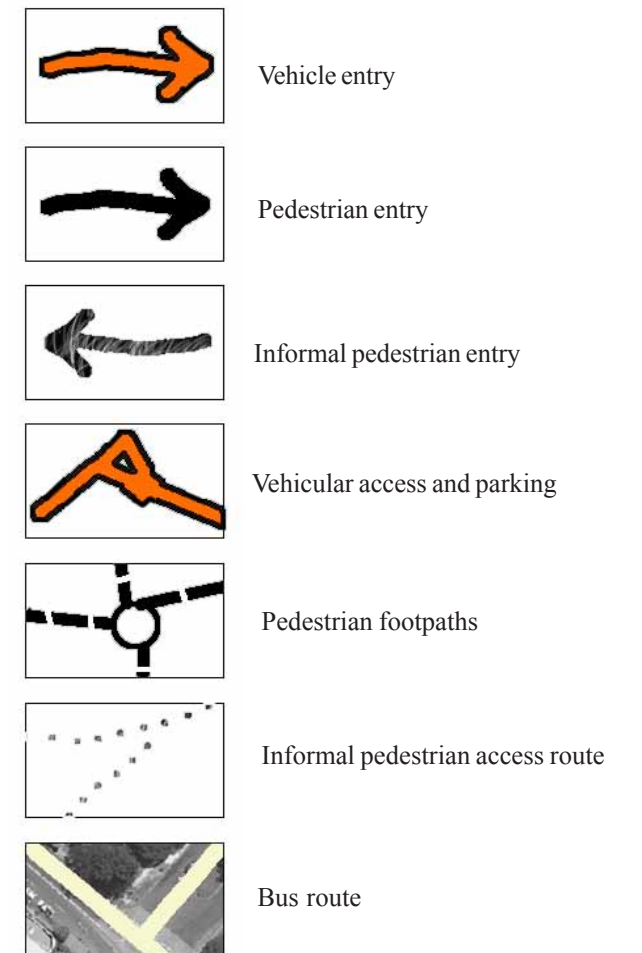 Vehicle entry
Pedestrian entry
Informal pedestrian entry
Vehicular access and parking
Pedestrian footpaths
Informal pedestrian access route
Bus route